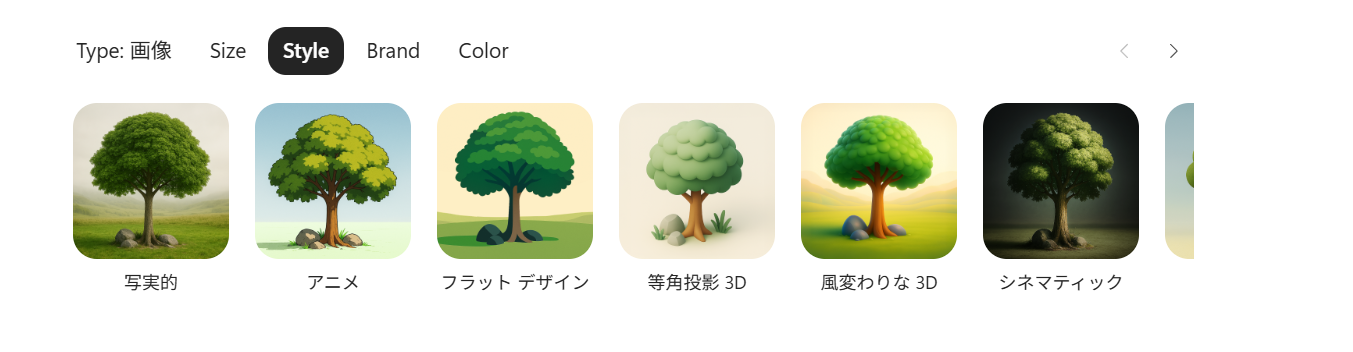 Type: 画像 Size Style Brand Color
写実的 アニメ フラット デザイン 等角投影 3D 風変わりな 3D シネマティック